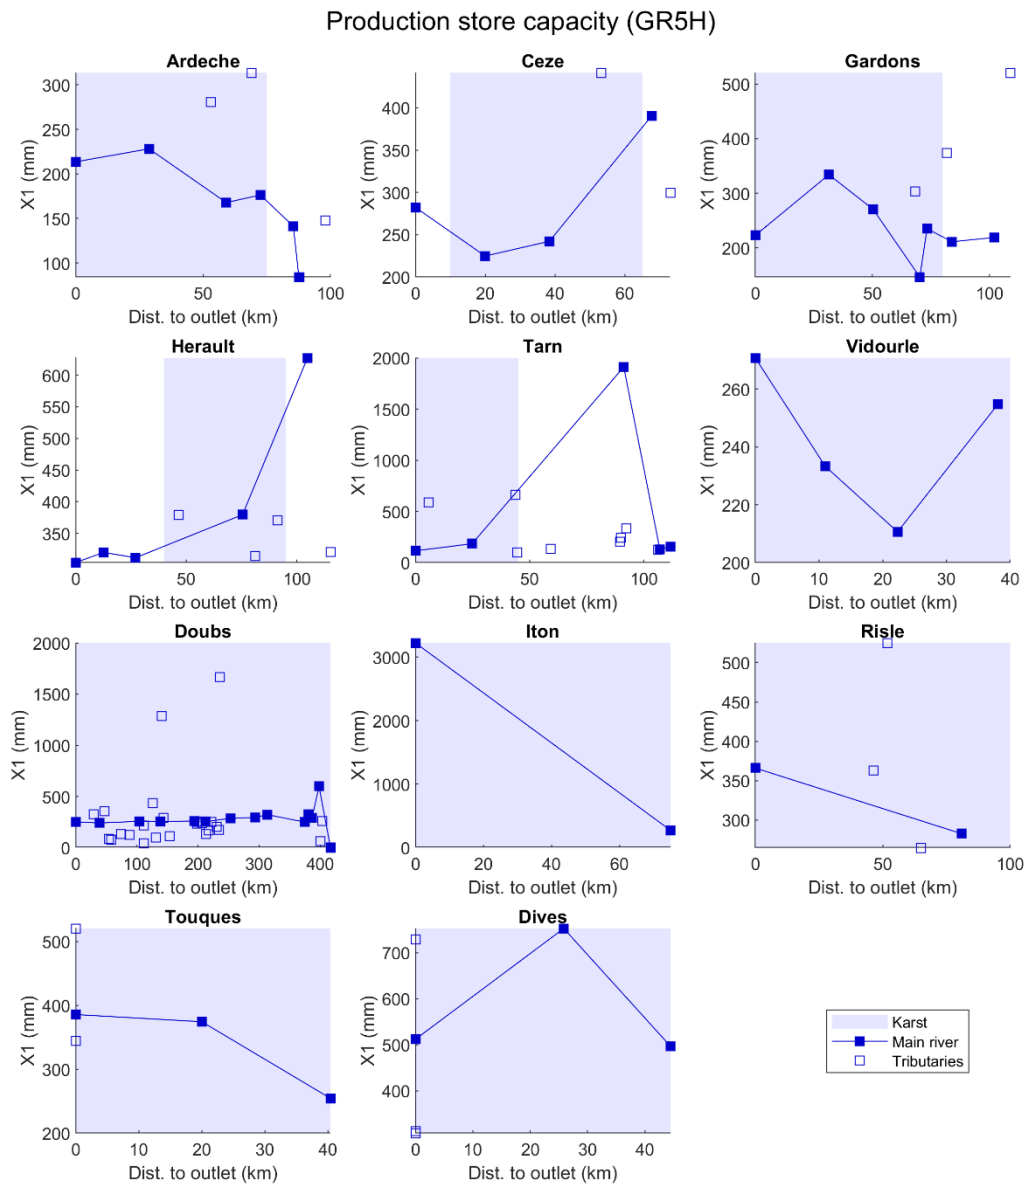 Production store capacity (GR5H)
Ardeche
300
250
200
150
100
X1 (mm)
0 50 100
Dist. to outlet (km)
Ceze
400
350
300
250
200
X1 (mm)
0 20 40 60
Dist. to outlet (km)
Gardons
500
400
300
200
X1 (mm)
0 50 100
Dist. to outlet (km)
Herault
600
550
500
450
400
350
X1 (mm)
0 50 100
Dist. to outlet (km)
Tarn
2000
1500
1000
500
0
X1 (mm)
0 50 100
Dist. to outlet (km)
Vidourle
260
240
220
200
X1 (mm)
0 10 20 30 40
Dist. to outlet (km)
Doubs
2000
1500
1000
500
0
X1 (mm)
0 100 200 300 400
Dist. to outlet (km)
Iton
3000
2000
1000
0
X1 (mm)
0 20 40 60
Dist. to outlet (km)
Risle
500
450
400
350
300
X1 (mm)
0 50 100
Dist. to outlet (km)
Touques
500
400
300
200
X1 (mm)
0 10 20 30 40
Dist. to outlet (km)
Dives
700
600
500
400
X1 (mm)
0 10 20 30 40
Dist. to outlet (km)
Karst
Main river
Tributaries